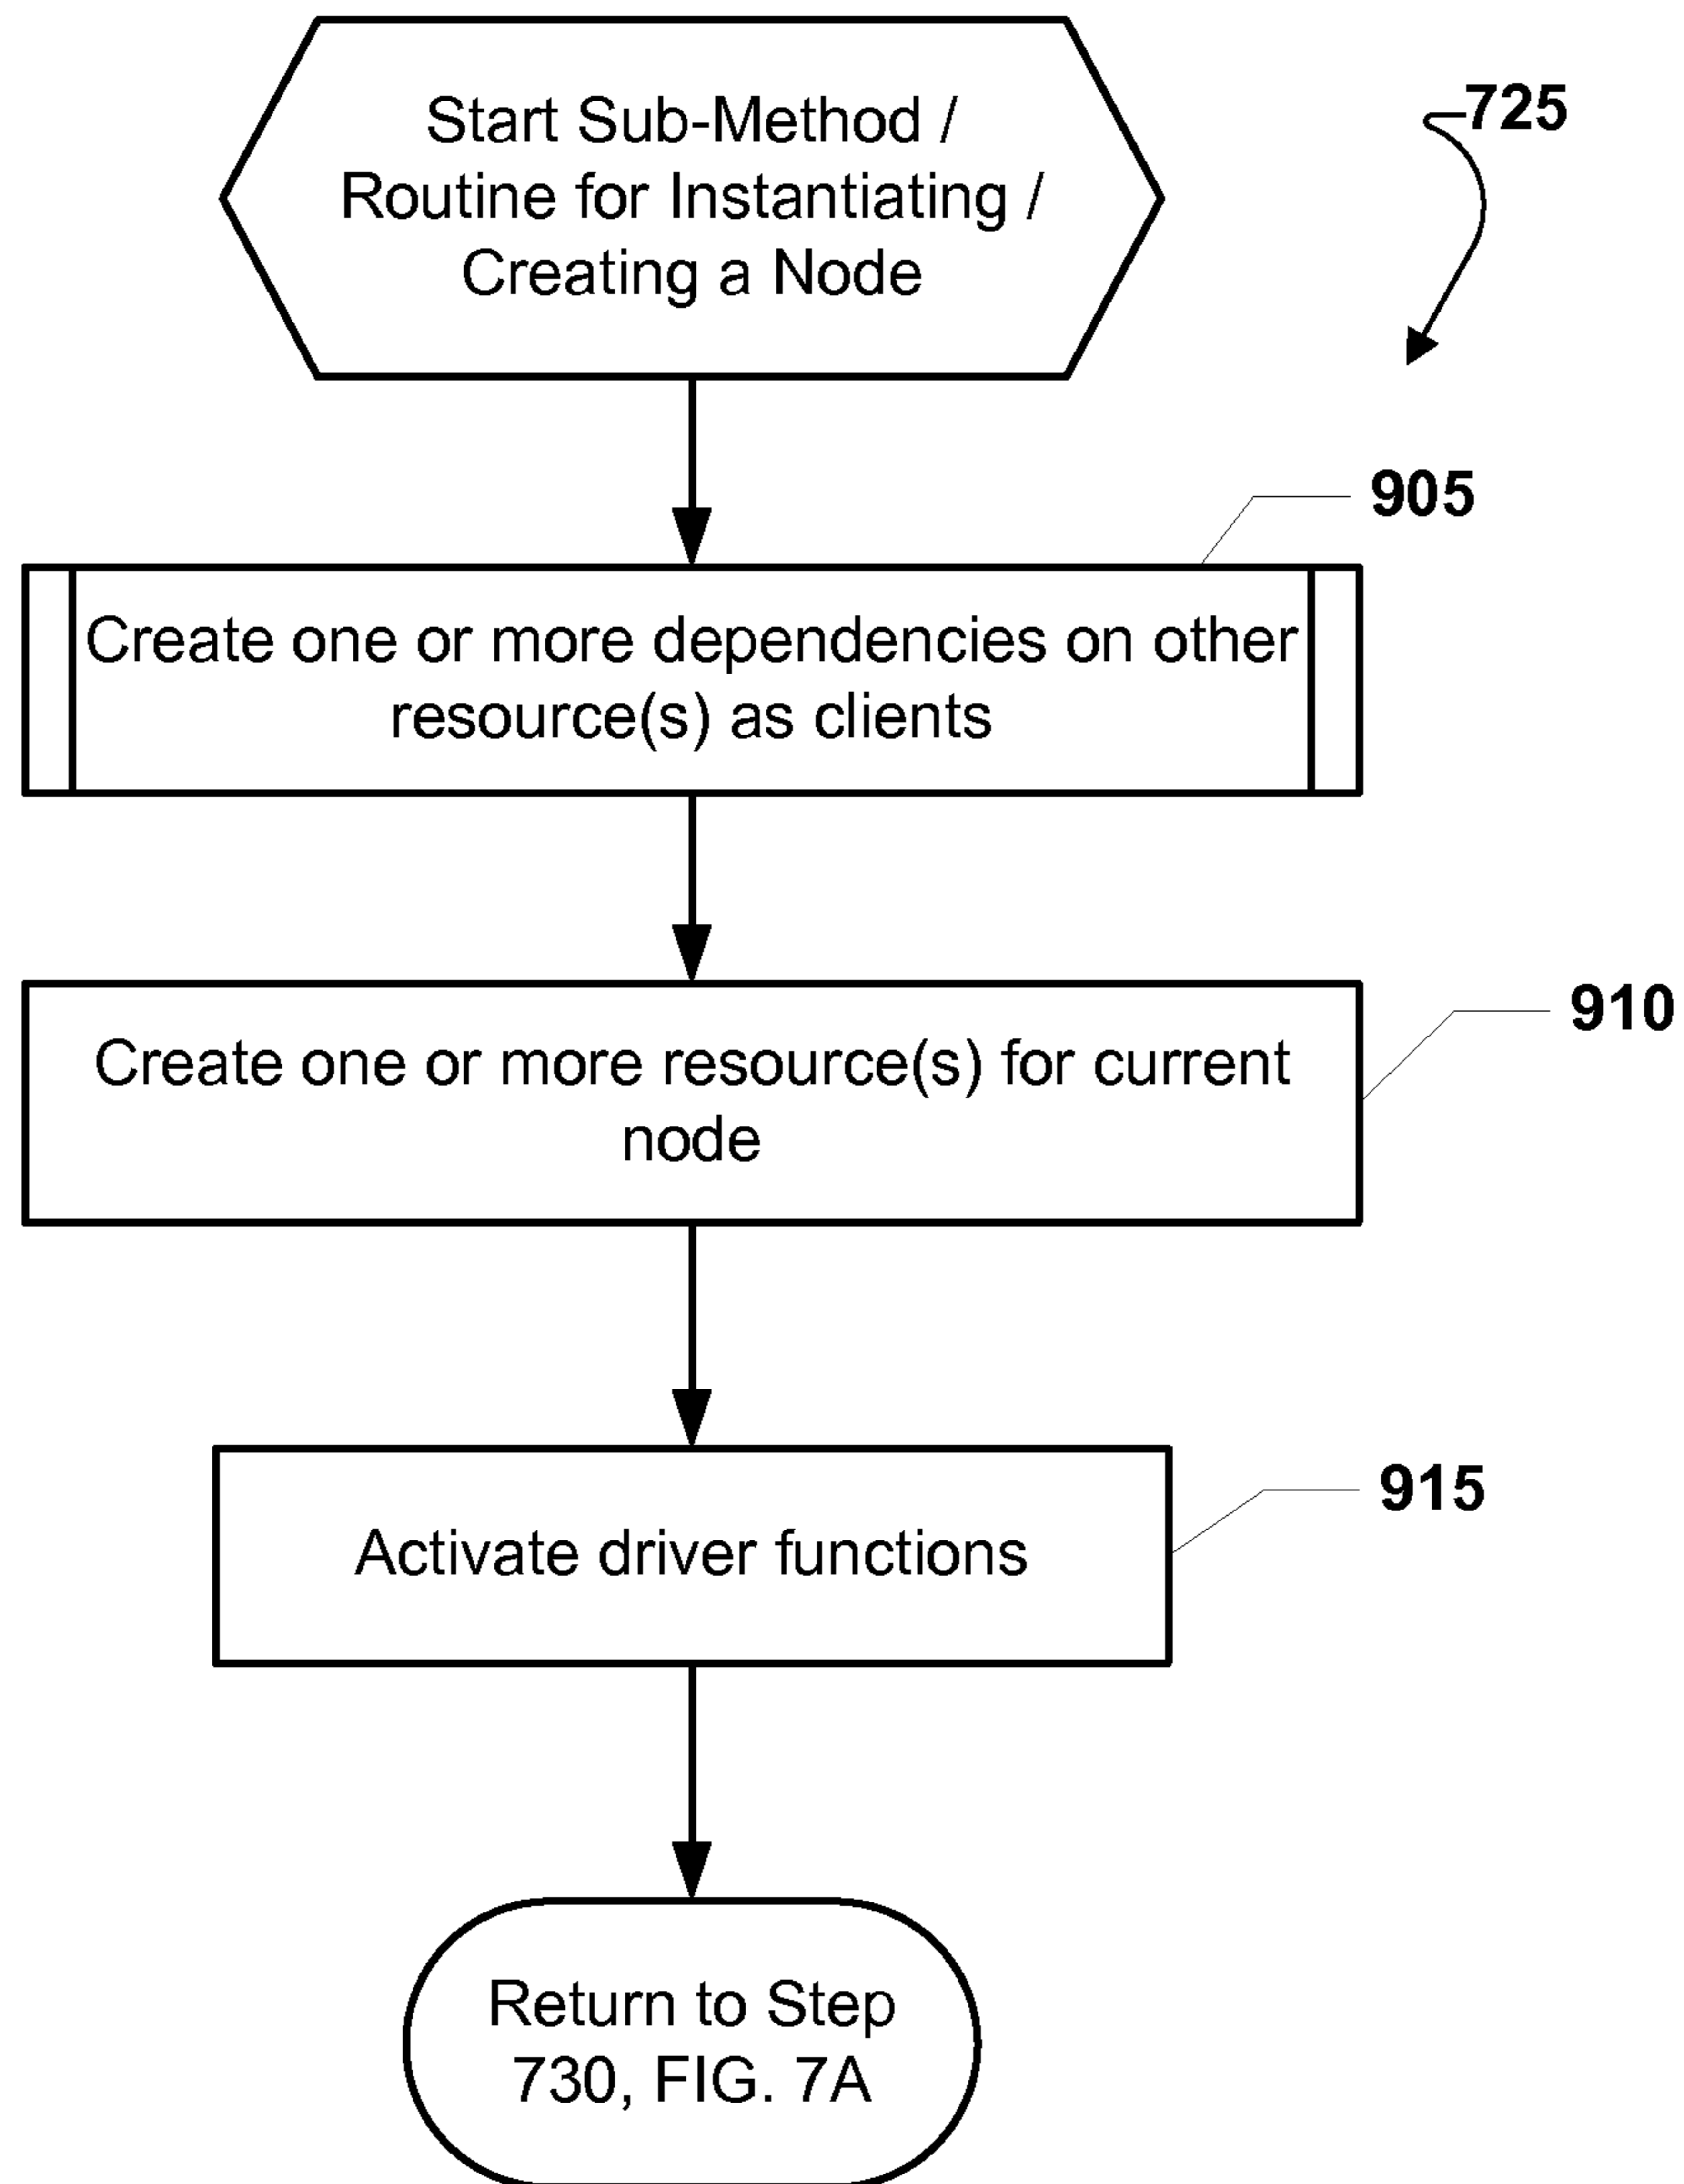 Start Sub-Method /
Routine for Instantiating /
Creating a Node
725
905
Create one or more dependencies on other
resource(s) as clients
910
Create one or more resource(s) for current
node
915
Activate driver functions
Return to Step
730, FIG. 7A